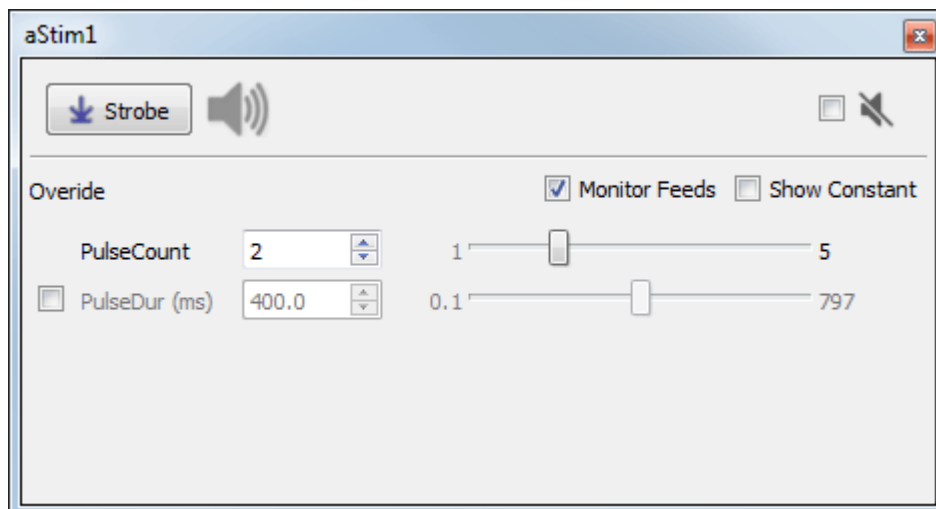 aStim1
Strobe
Overide Monitor Feeds Show Constant
PulseCount 2 1 5
PulseDur (ms) 400.0 0.1 797